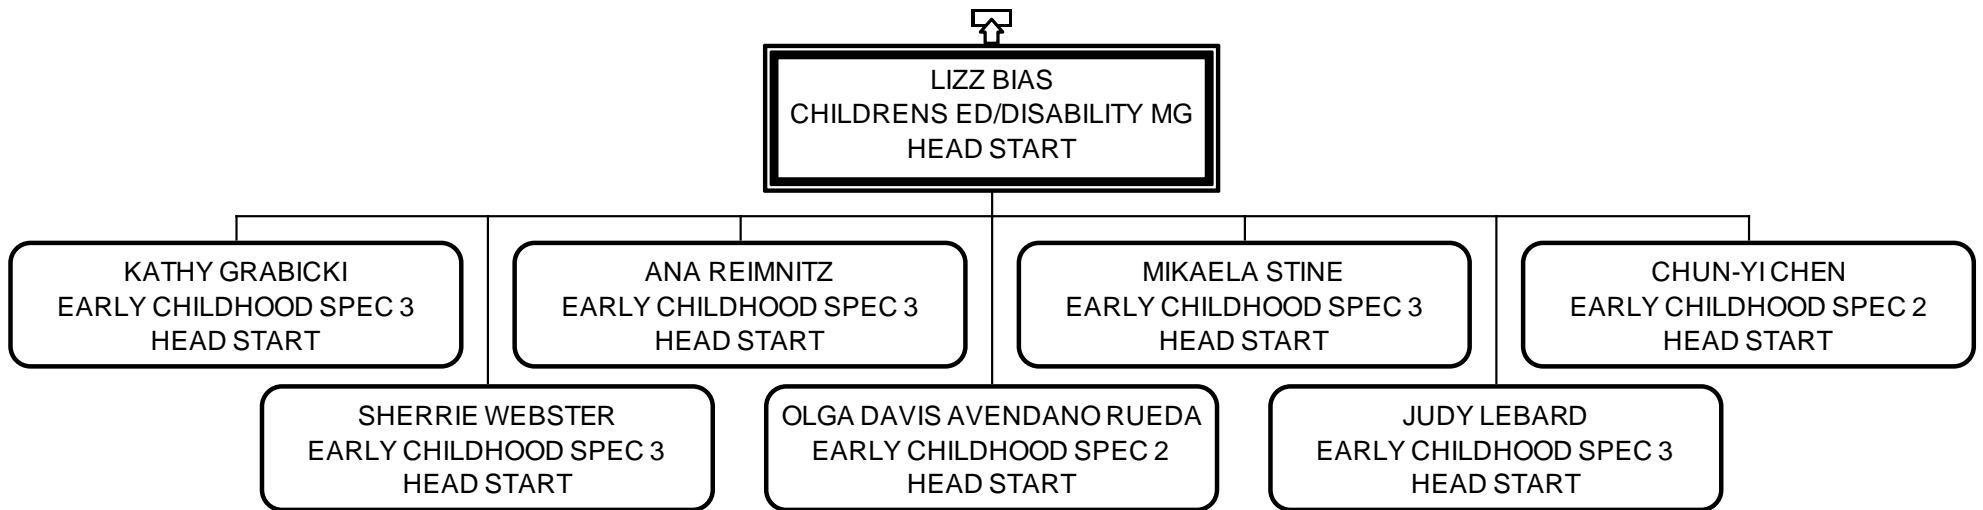 LIZZ BIAS
CHILDRENS ED/DISABILITY MG
HEAD START
KATHY GRABICKI
EARLY CHILDHOOD SPEC 3
HEAD START
ANA REIMNITZ
EARLY CHILDHOOD SPEC 3
HEAD START
MIKAELA STINE
EARLY CHILDHOOD SPEC 3
HEAD START
CHUN-YI CHEN
EARLY CHILDHOOD SPEC 2
HEAD START
SHERRIE WEBSTER
EARLY CHILDHOOD SPEC 3
HEAD START
OLGA DAVIS AVENDANO RUEDA
EARLY CHILDHOOD SPEC 2
HEAD START
JUDY LEBARD
EARLY CHILDHOOD SPEC 3
HEAD START